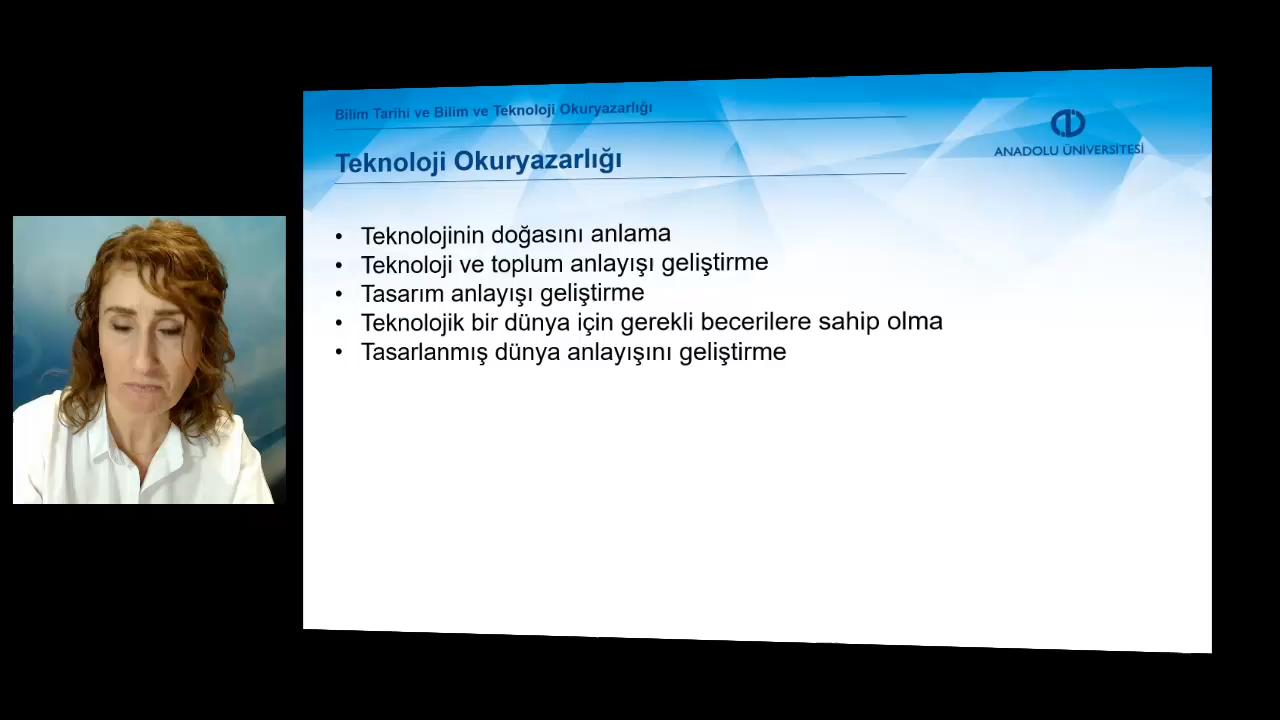 Bilim Tarihi ve Bilim ve Teknoloji Okuryazarlığı
ANADOLU ÜNİVERSİTESİ
Teknoloji Okuryazarlığı
• Teknolojinin doğasını anlama
• Teknoloji ve toplum anlayışı geliştirme
• Tasarım anlayışı geliştirme
• Teknolojik bir dünya için gerekli becerilere sahip olma
• Tasarlanmış dünya anlayışını geliştirme